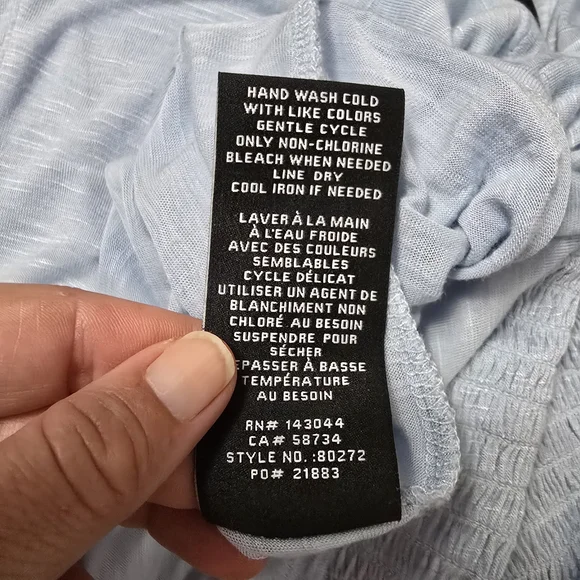 HAND WASH COLD
WITH LIKE COLORS
GENTLE CYCLE
ONLY NON-CHLORINE
BLEACH WHEN NEEDED
LINE DRY
COOL IRON IF NEEDED
LAVER À LA MAIN
À L'EAU FROIDE
AVEC DES COULEURS
SEMBLABLES
CYCLE DÉLICAT
UTILISER UN AGENT DE
BLANCHIMENT NON
CHLORÉ AU BESOIN
SUSPENDRE POUR
SÉCHER
EPASSER À BASSE
TEMPÉRATURE
AU BESOIN
RN# 143044
CA# 58734
STYLE NO. :80272
PO# 21883